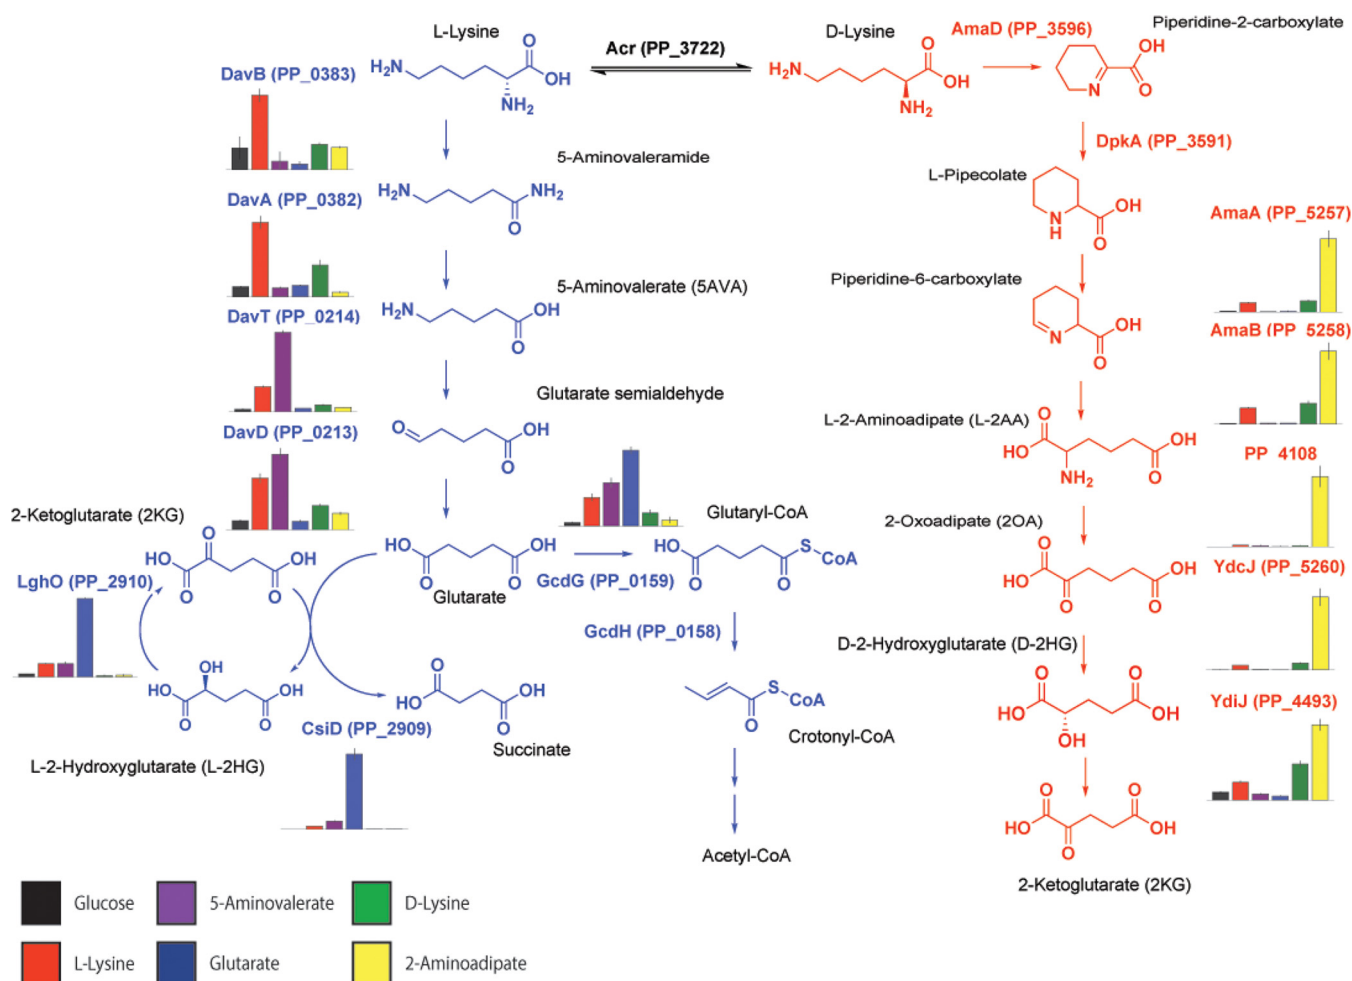 L-Lysine
Acr (PP_3722)
D-Lysine
AmaD (PP_3596)
Piperidine-2-carboxylate
DavB (PP_0383)
H2N
O
OH
NH2
H2N
O
OH
NH2
N
OH
O
DpkA (PP_3591)
5-Aminovaleramide
L-Pipecolate
DavA (PP_0382)
H2N
NH2
O
N
H
OH
O
AmaA (PP_5257)
5-Aminovalerate (5AVA)
Piperidine-6-carboxylate
DavT (PP_0214)
H2N
OH
O
N
OH
O
AmaB (PP_5258)
Glutarate semialdehyde
L-2-Aminoadipate (L-2AA)
DavD (PP_0213)
O
OH
O
O
HO
NH2
OH
O
PP_4108
2-Ketoglutarate (2KG)
Glutaryl-CoA
2-Oxoadipate (2OA)
O
HO
O
OH
O
HO
O
OH
O
HO
O
O
S
CoA
O
HO
O
OH
O
LghO (PP_2910)
Glutarate
GcdG (PP_0159)
YdcJ (PP_5260)
GcdH (PP_0158)
D-2-Hydroxyglutarate (D-2HG)
OH
HO
O
OH
O
O
HO
OH
O
S
CoA
O
O
HO
OH
O
OH
YdiJ (PP_4493)
CsiD (PP_2909)
Succinate
Crotonyl-CoA
L-2-Hydroxyglutarate (L-2HG)
O
HO
O
O
OH
Acetyl-CoA
2-Ketoglutarate (2KG)
Glucose
5-Aminovalerate
D-Lysine
L-Lysine
Glutarate
2-Aminoadipate